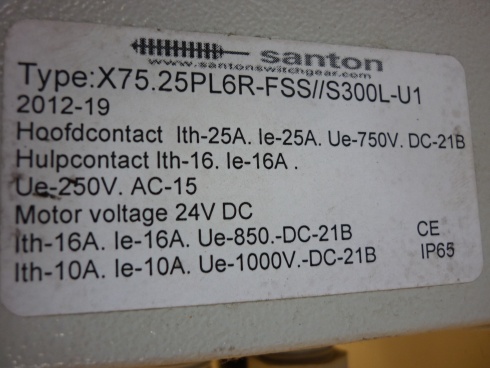 santon
www.santonswitchgear.com
Type:X75.25PL6R-FSS//S300L-U1
2012-19
Hoofdcontact Ith-25A. Ie-25A. Ue-750V. DC-21B
Hulpcontact Ith-16. Ie-16A .
Ue-250V. AC-15
Motor voltage 24V DC
Ith-16A. Ie-16A. Ue-850.-DC-21B CE
Ith-10A. Ie-10A. Ue-1000V.-DC-21B IP65